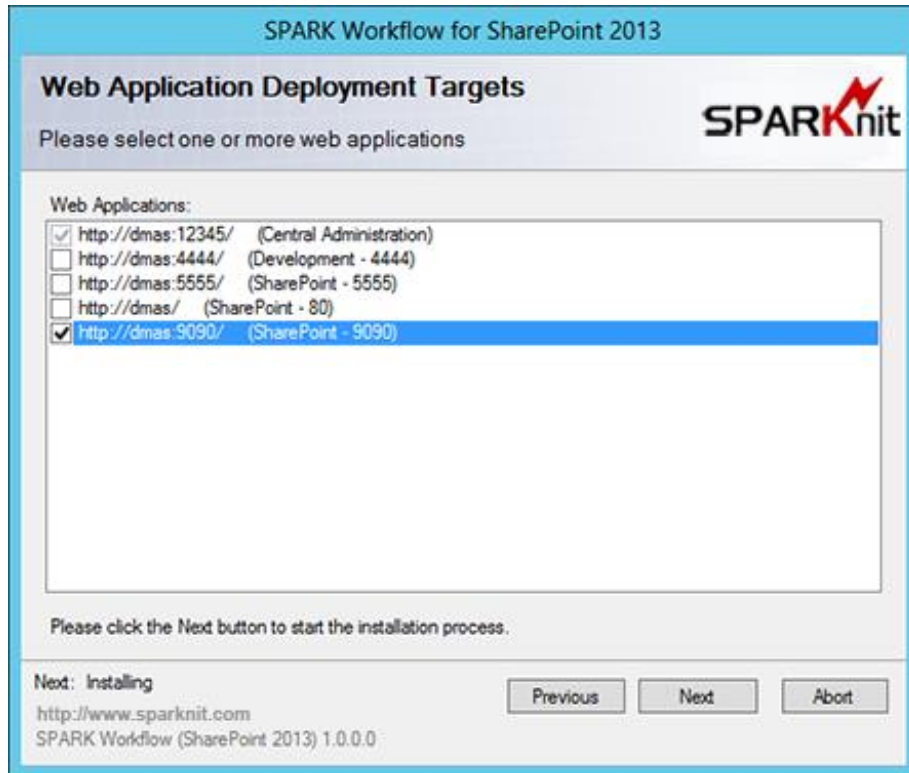 SPARK Workflow for SharePoint 2013
Web Application Deployment Targets
Please select one or more web applications
SPARKnit
Web Applications:
http://dmas:12345/ (Central Administration)
http://dmas:4444/ (Development - 4444)
http://dmas:5555/ (SharePoint - 5555)
http://dmas/ (SharePoint - 80)
http://dmas:9090/ (SharePoint - 9090)
Please click the Next button to start the installation process.
Next: Installing
http://www.sparknit.com
SPARK Workflow (SharePoint 2013) 1.0.0.0
Previous Next Abort